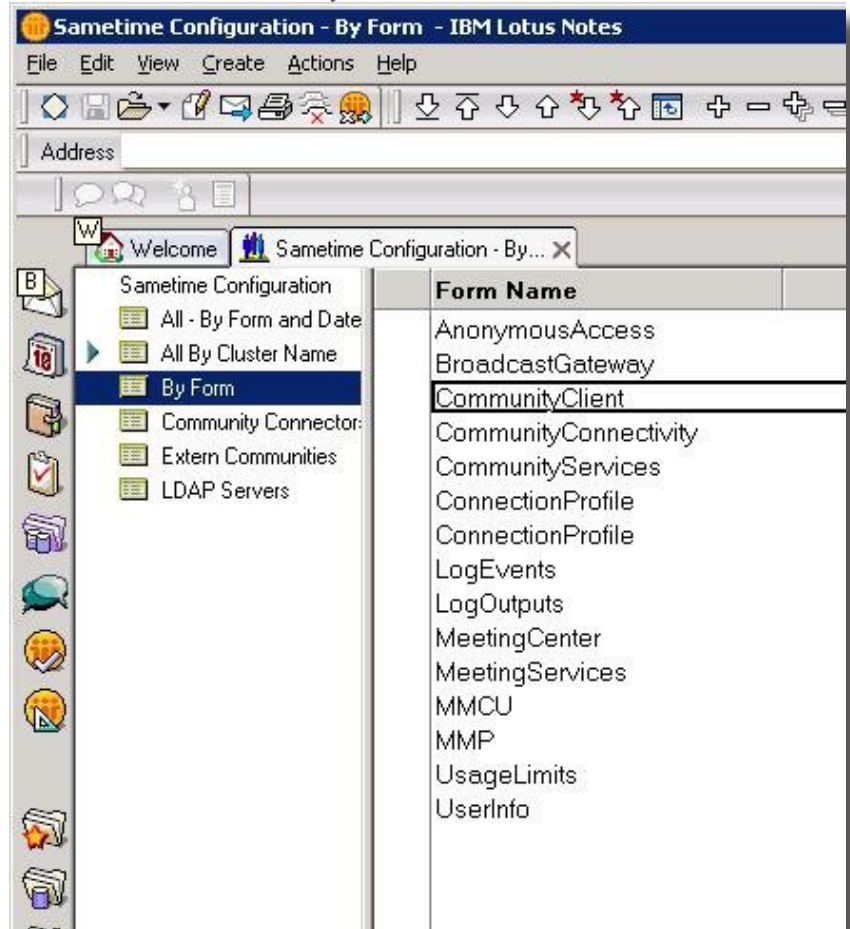 Sametime Configuration - By Form - IBM Lotus Notes
File Edit View Create Actions Help
Address
W
Welcome Sametime Configuration - By...
B
Sametime Configuration
All - By Form and Date
All By Cluster Name
By Form
Community Connector
Extern Communities
LDAP Servers
18
Form Name
AnonymousAccess
BroadcastGateway
CommunityClient
CommunityConnectivity
CommunityServices
ConnectionProfile
ConnectionProfile
LogEvents
LogOutputs
MeetingCenter
MeetingServices
MMCU
MMP
UsageLimits
UserInfo